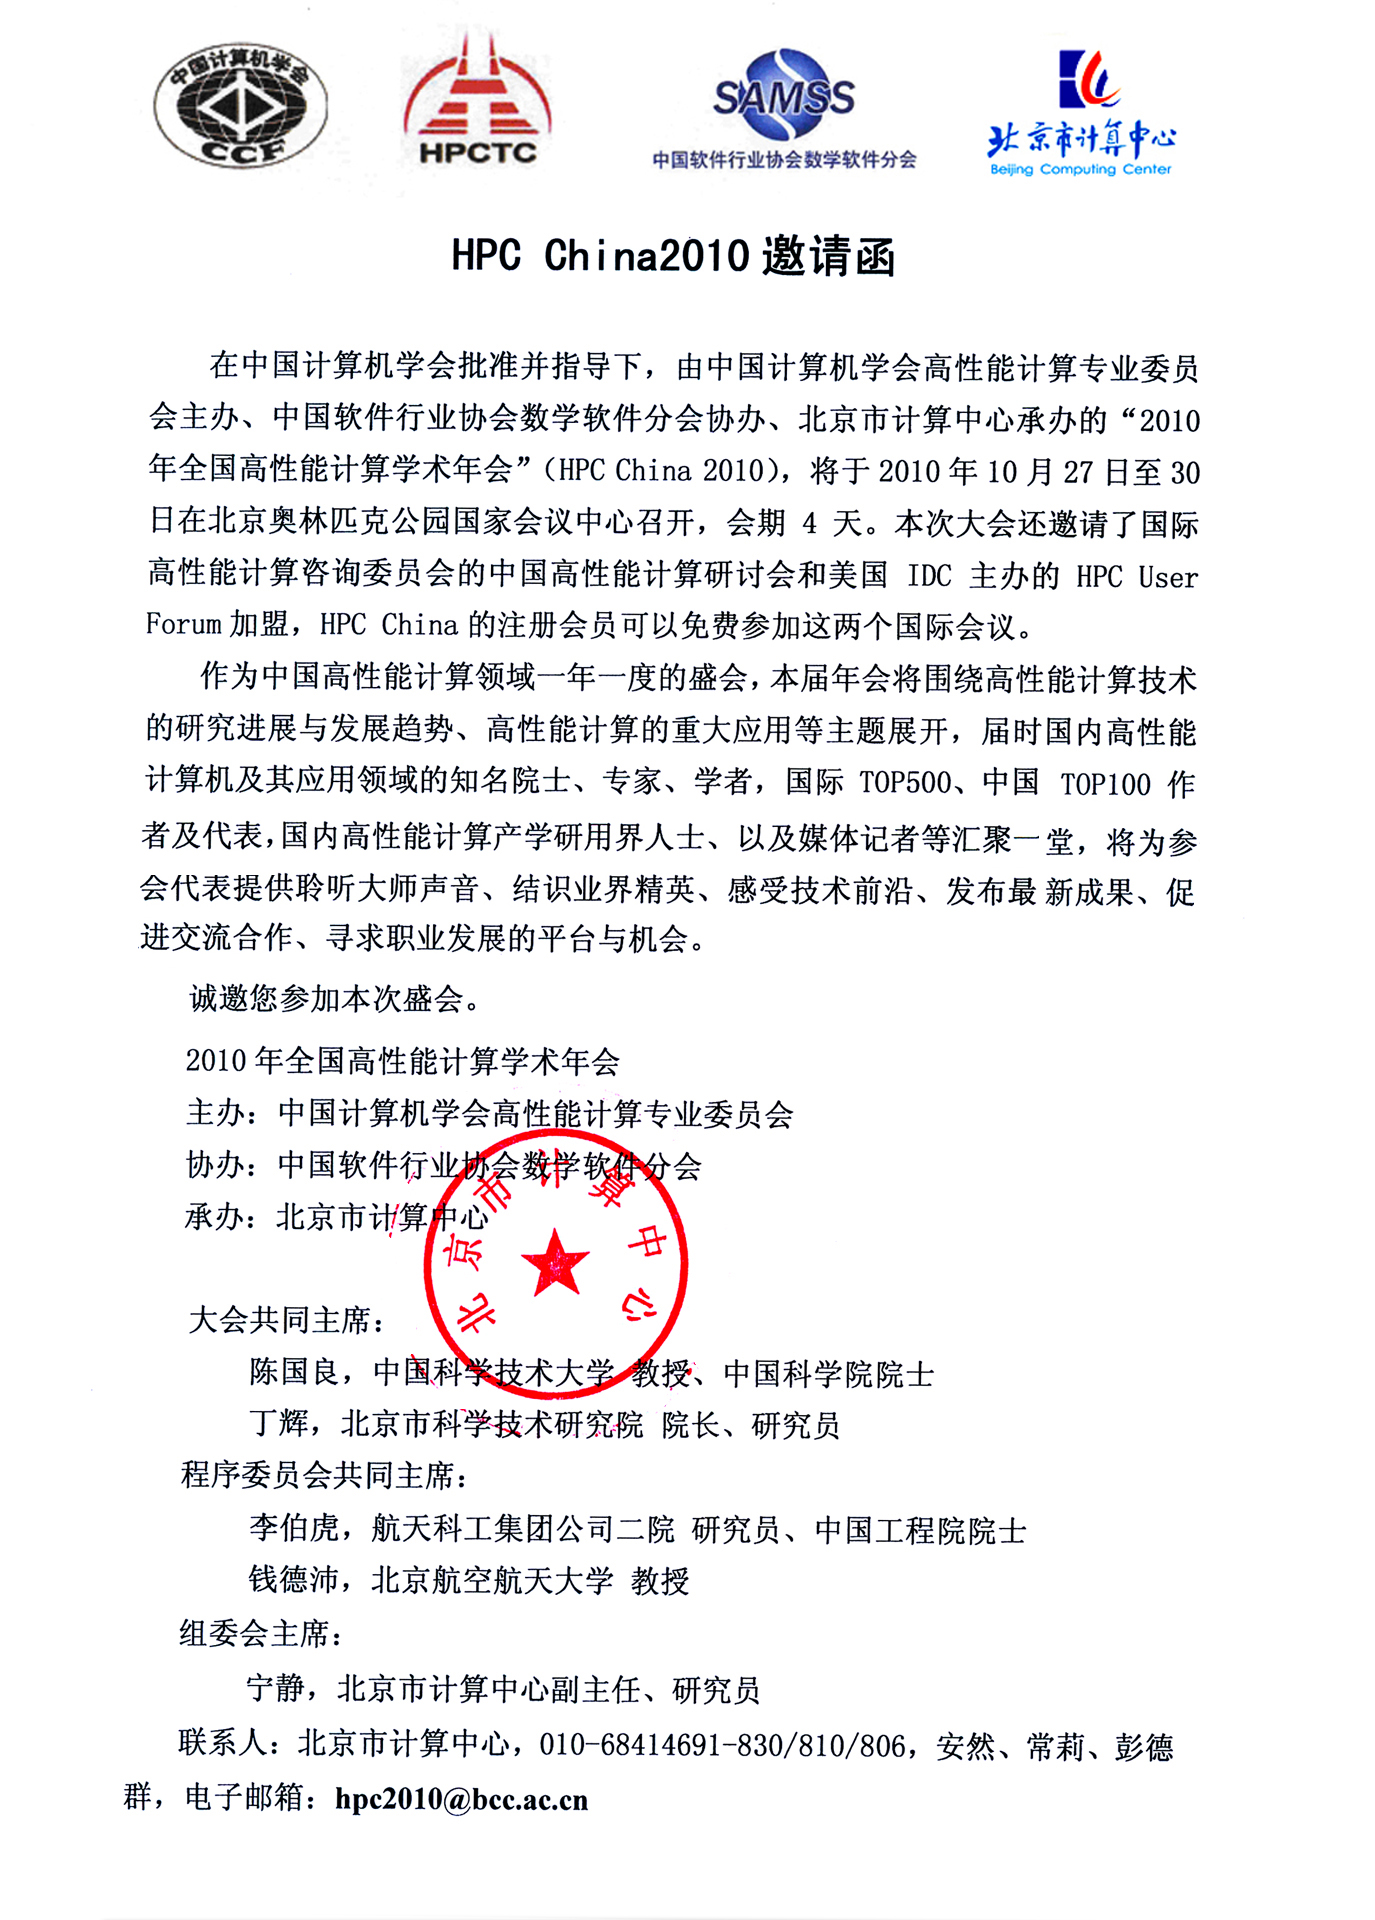 中国计算机学会
CCF
HPCTC
SAMSS
中国软件行业协会数学软件分会
北京市计算中心
Beijing Computing Center
HPC China2010 邀请函
在中国计算机学会批准并指导下，由中国计算机学会高性能计算专业委员
会主办、中国软件行业协会数学软件分会协办、北京市计算中心承办的“2010
年全国高性能计算学术年会”（HPC China 2010），将于 2010 年 10 月 27 日至 30
日在北京奥林匹克公园国家会议中心召开，会期 4 天。本次大会还邀请了国际
高性能计算咨询委员会的中国高性能计算研讨会和美国 IDC 主办的 HPC User
Forum 加盟，HPC China 的注册会员可以免费参加这两个国际会议。
作为中国高性能计算领域一年一度的盛会，本届年会将围绕高性能计算技术
的研究进展与发展趋势、高性能计算的重大应用等主题展开，届时国内高性能
计算机及其应用领域的知名院士、专家、学者，国际 TOP500、中国 TOP100 作
者及代表，国内高性能计算产学研用界人士、以及媒体记者等汇聚一堂，将为参
会代表提供聆听大师声音、结识业界精英、感受技术前沿、发布最新成果、促
进交流合作、寻求职业发展的平台与机会。
诚邀您参加本次盛会。
2010 年全国高性能计算学术年会
主办：中国计算机学会高性能计算专业委员会
协办：中国软件行业协会数学软件分会
承办：北京市计算中心
北京市计算中心
大会共同主席：
陈国良，中国科学技术大学 教授、中国科学院院士
丁辉，北京市科学技术研究院 院长、研究员
程序委员会共同主席：
李伯虎，航天科工集团公司二院 研究员、中国工程院院士
钱德沛，北京航空航天大学 教授
组委会主席：
宁静，北京市计算中心副主任、研究员
联系人：北京市计算中心，010-68414691-830/810/806，安然、常莉、彭德
群，电子邮箱：hpc2010@bcc.ac.cn